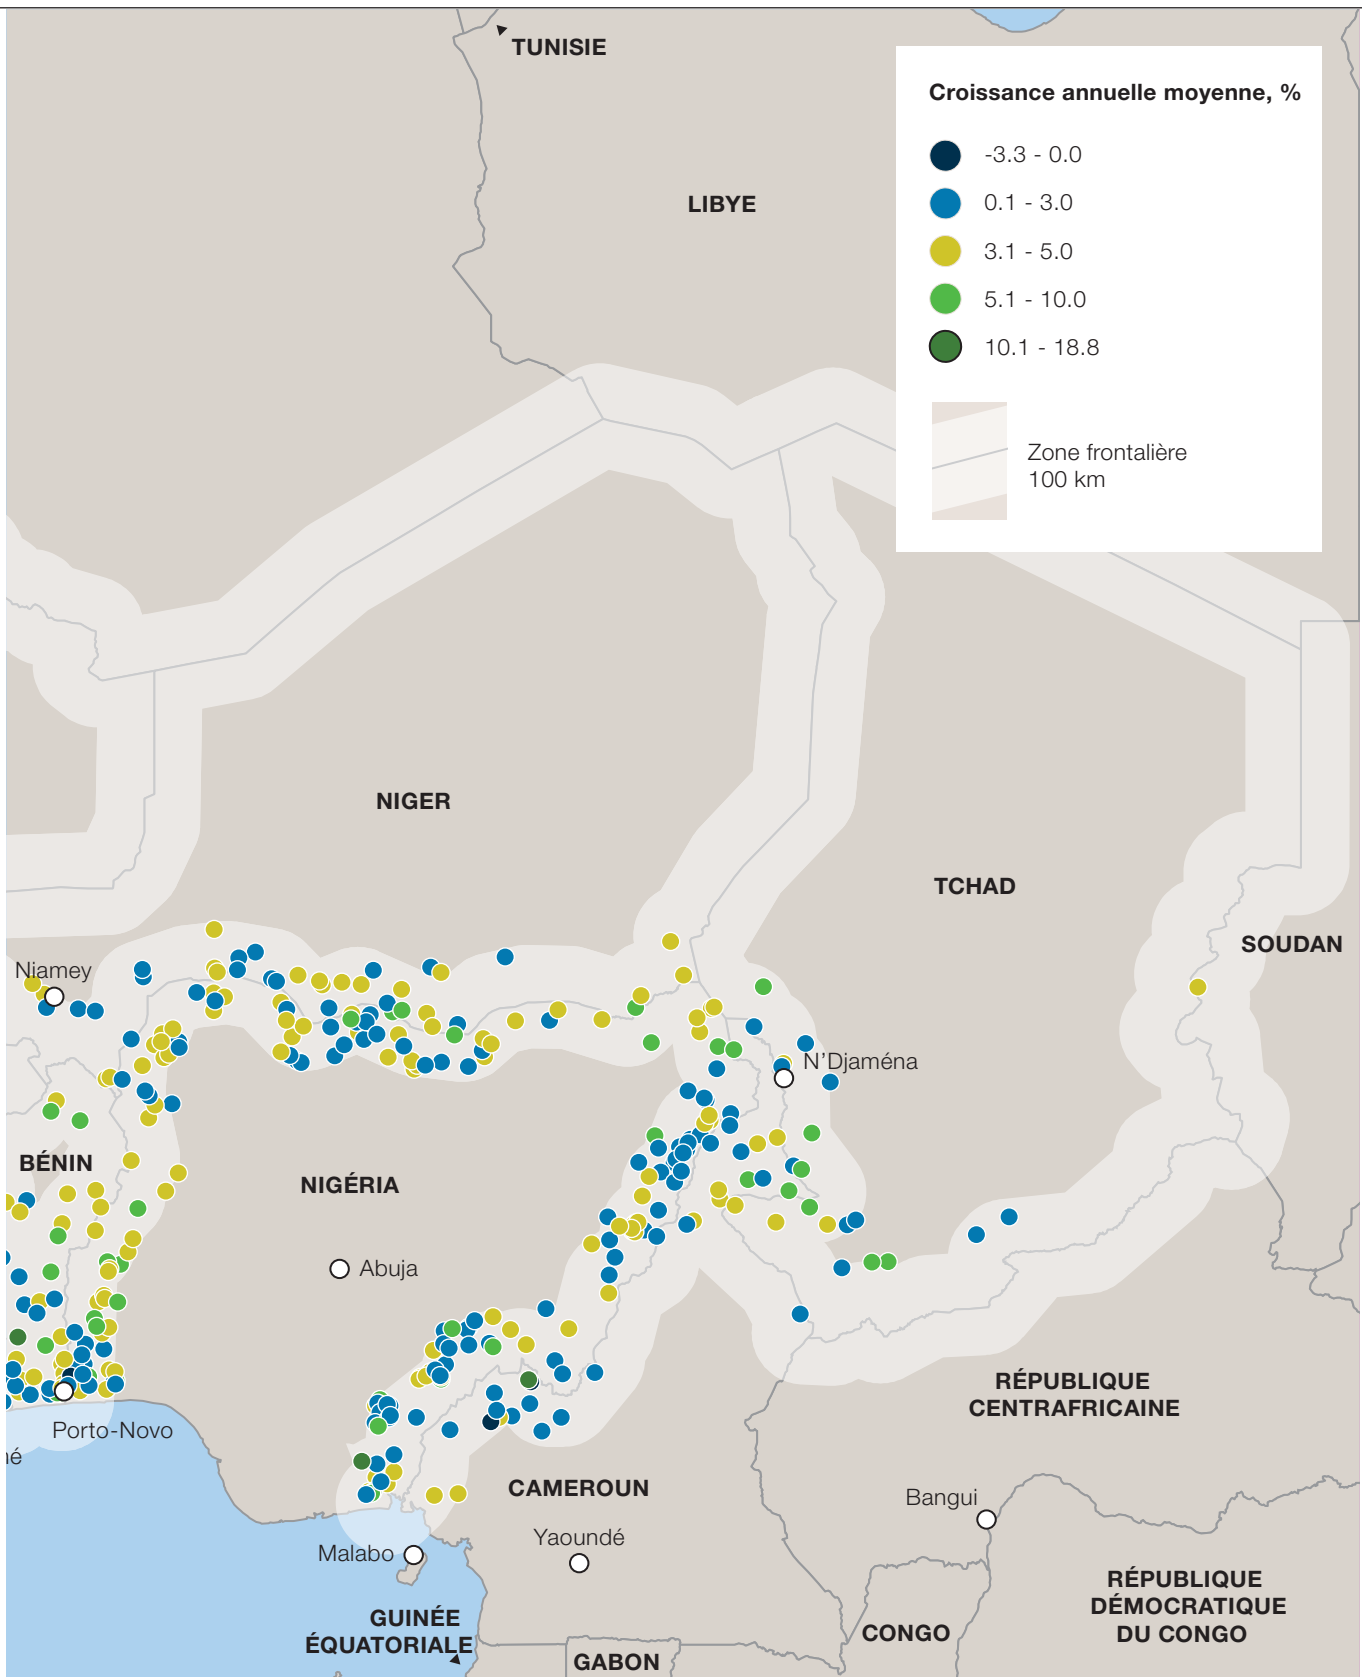 TUNISIE
Croissance annuelle moyenne, %
-3.3 - 0.0
0.1 - 3.0
3.1 - 5.0
5.1 - 10.0
10.1 - 18.8
Zone frontalière
100 km
LIBYE
NIGER
TCHAD
SOUDAN
Niamey
N'Djaména
BÉNIN
NIGÉRIA
Abuja
RÉPUBLIQUE
CENTRAFRICAINE
Porto-Novo
né
CAMEROUN
Bangui
Yaoundé
Malabo
RÉPUBLIQUE
DÉMOCRATIQUE
DU CONGO
GUINÉE
ÉQUATORIALE
CONGO
GABON